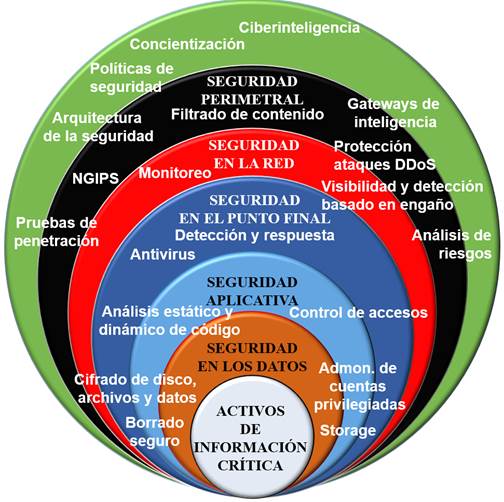 Ciberinteligencia
Concientización
Políticas de
seguridad
SEGURIDAD
PERIMETRAL
Filtrado de contenido
Gateways de
inteligencia
Arquitectura
de la seguridad
SEGURIDAD
EN LA RED
Protección
ataques DDoS
NGIPS
Monitoreo
Visibilidad y detección
basado en engaño
SEGURIDAD
EN EL PUNTO FINAL
Detección y respuesta
Pruebas de
penetración
Análisis de
riesgos
Antivirus
SEGURIDAD
APLICATIVA
Análisis estático y
dinámico de código
Control de accesos
SEGURIDAD
EN LOS DATOS
Cifrado de disco,
archivos y datos
Admon. de
cuentas
privilegiadas
Borrado
seguro
Storage
ACTIVOS
DE
INFORMACIÓN
CRÍTICA